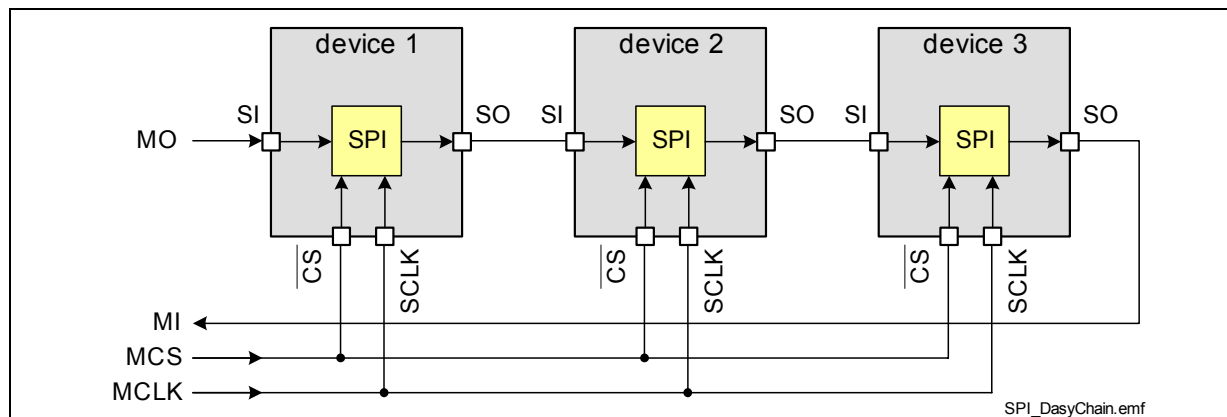 device 1 device 2 device 3
SI SO SI SO SI SO
MO SPI SPI SPI
CS SCLK CS SCLK CS SCLK
MI
MCS
MCLK
SPI_DasyChain.emf